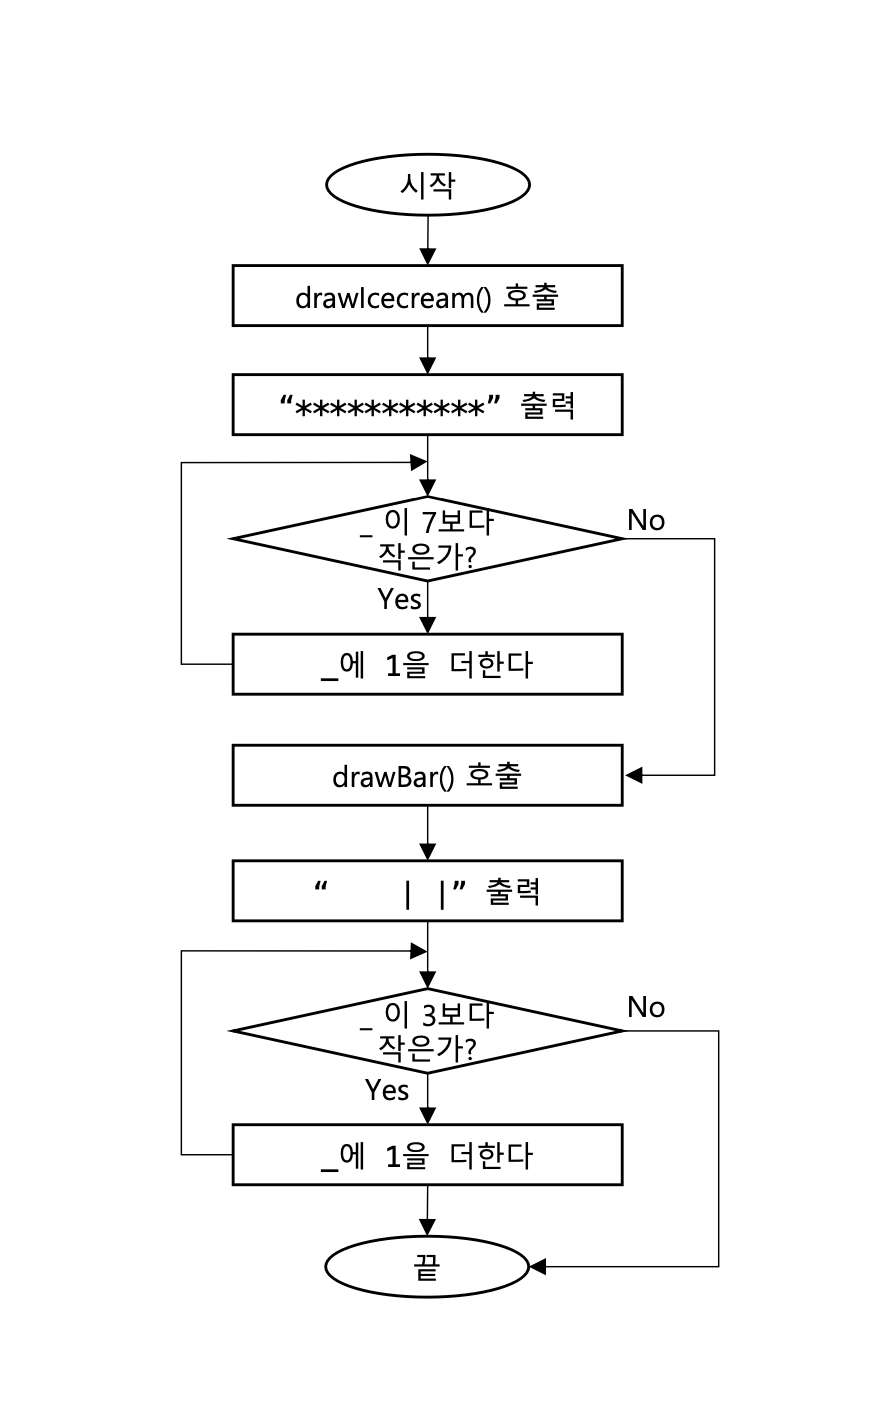 시작
drawIcecream() 호출
“***********” 출력
_ 이 7보다
작은가?
No
Yes
_에 1을 더한다
drawBar() 호출
“    | |” 출력
_ 이 3보다
작은가?
No
Yes
_에 1을 더한다
끝